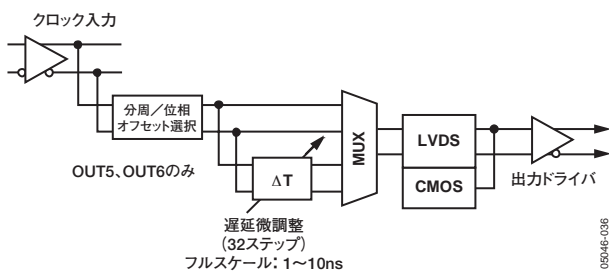 クロック入力
分周／位相
オフセット選択
OUT5、OUT6のみ
ΔT
MUX
LVDS
CMOS
出力ドライバ
遅延微調整
(32ステップ)
フルスケール：1〜10ns
05046-036